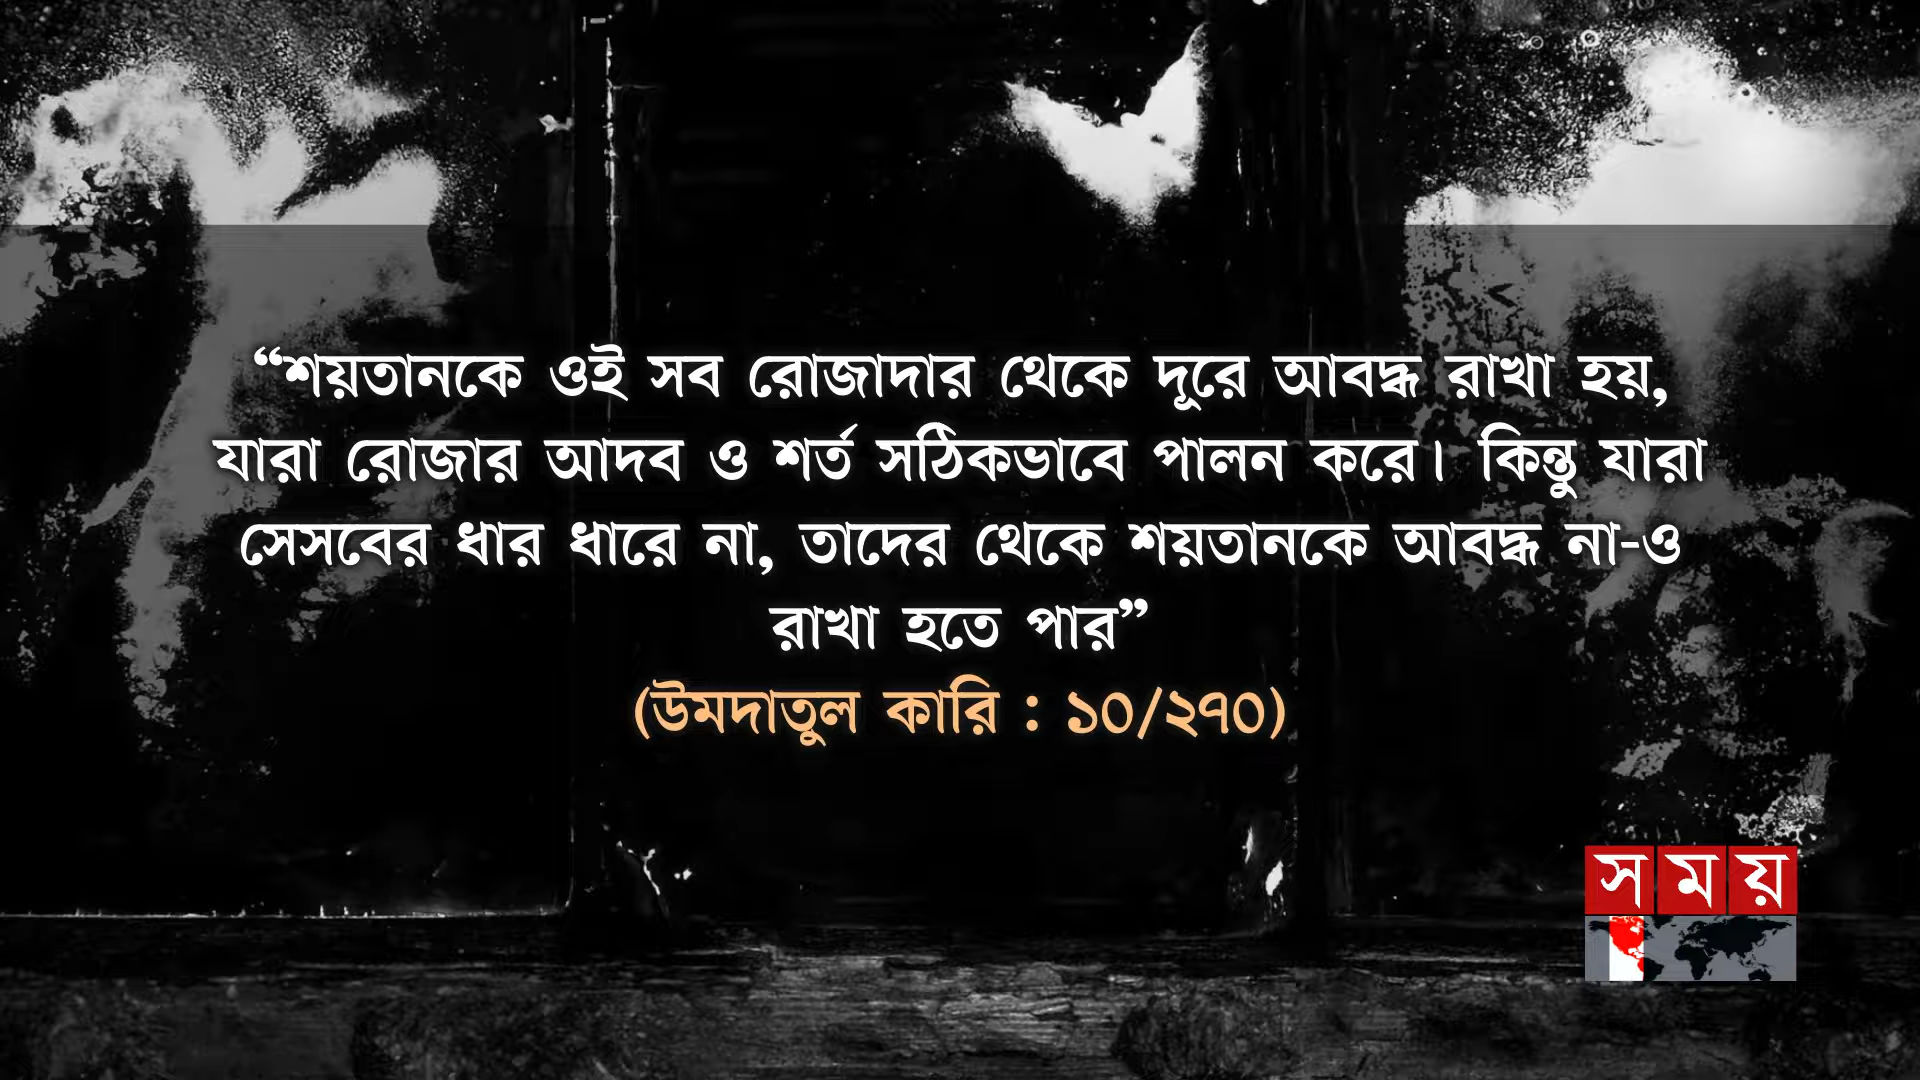 “শয়তানকে ওই সব রোজাদার থেকে দূরে আবদ্ধ রাখা হয়,
যারা রোজার আদব ও শর্ত সঠিকভাবে পালন করে। কিন্তু যারা
সেসবের ধার ধারে না, তাদের থেকে শয়তানকে আবদ্ধ না-ও
রাখা হতে পার”
(উমদাতুল কারি : ১০/২৭০)
সময়